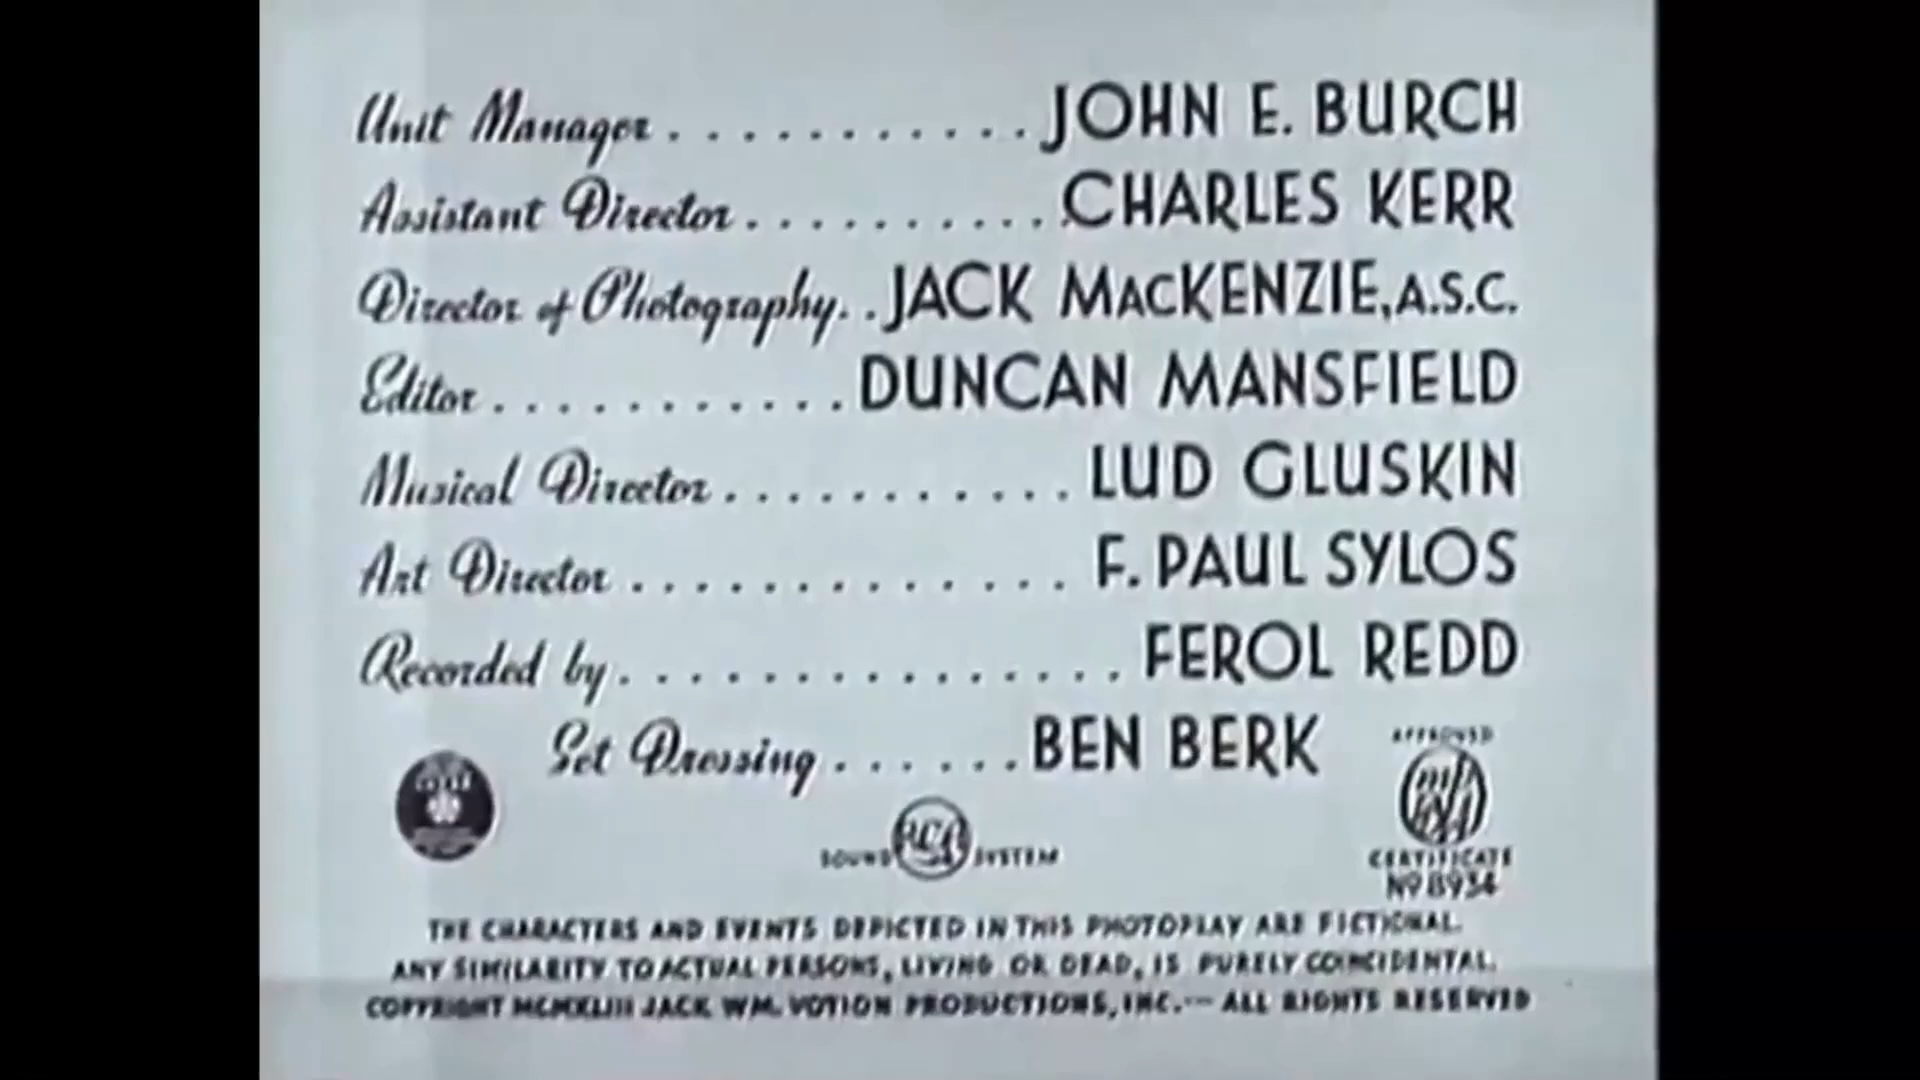 Unit Manager . . . . . . . . . . . JOHN E. BURCH
Assistant Director . . . . . . . . . . CHARLES KERR
Director of Photography . . JACK MacKENZIE, A.S.C.
Editor . . . . . . . . . . . DUNCAN MANSFIELD
Musical Director . . . . . . . . . . . LUD GLUSKIN
Art Director . . . . . . . . . . . . . F. PAUL SYLOS
Recorded by . . . . . . . . . . . . . . . FEROL REDD
Set Dressing . . . . . . BEN BERK
APPROVED
SOUND RCA SYSTEM
CERTIFICATE
No 8934
THE CHARACTERS AND EVENTS DEPICTED IN THIS PHOTOPLAY ARE FICTIONAL.
ANY SIMILARITY TO ACTUAL PERSONS, LIVING OR DEAD, IS PURELY COINCIDENTAL.
COPYRIGHT MCMXLIII JACK WM. VOTION PRODUCTIONS, INC. — ALL RIGHTS RESERVED